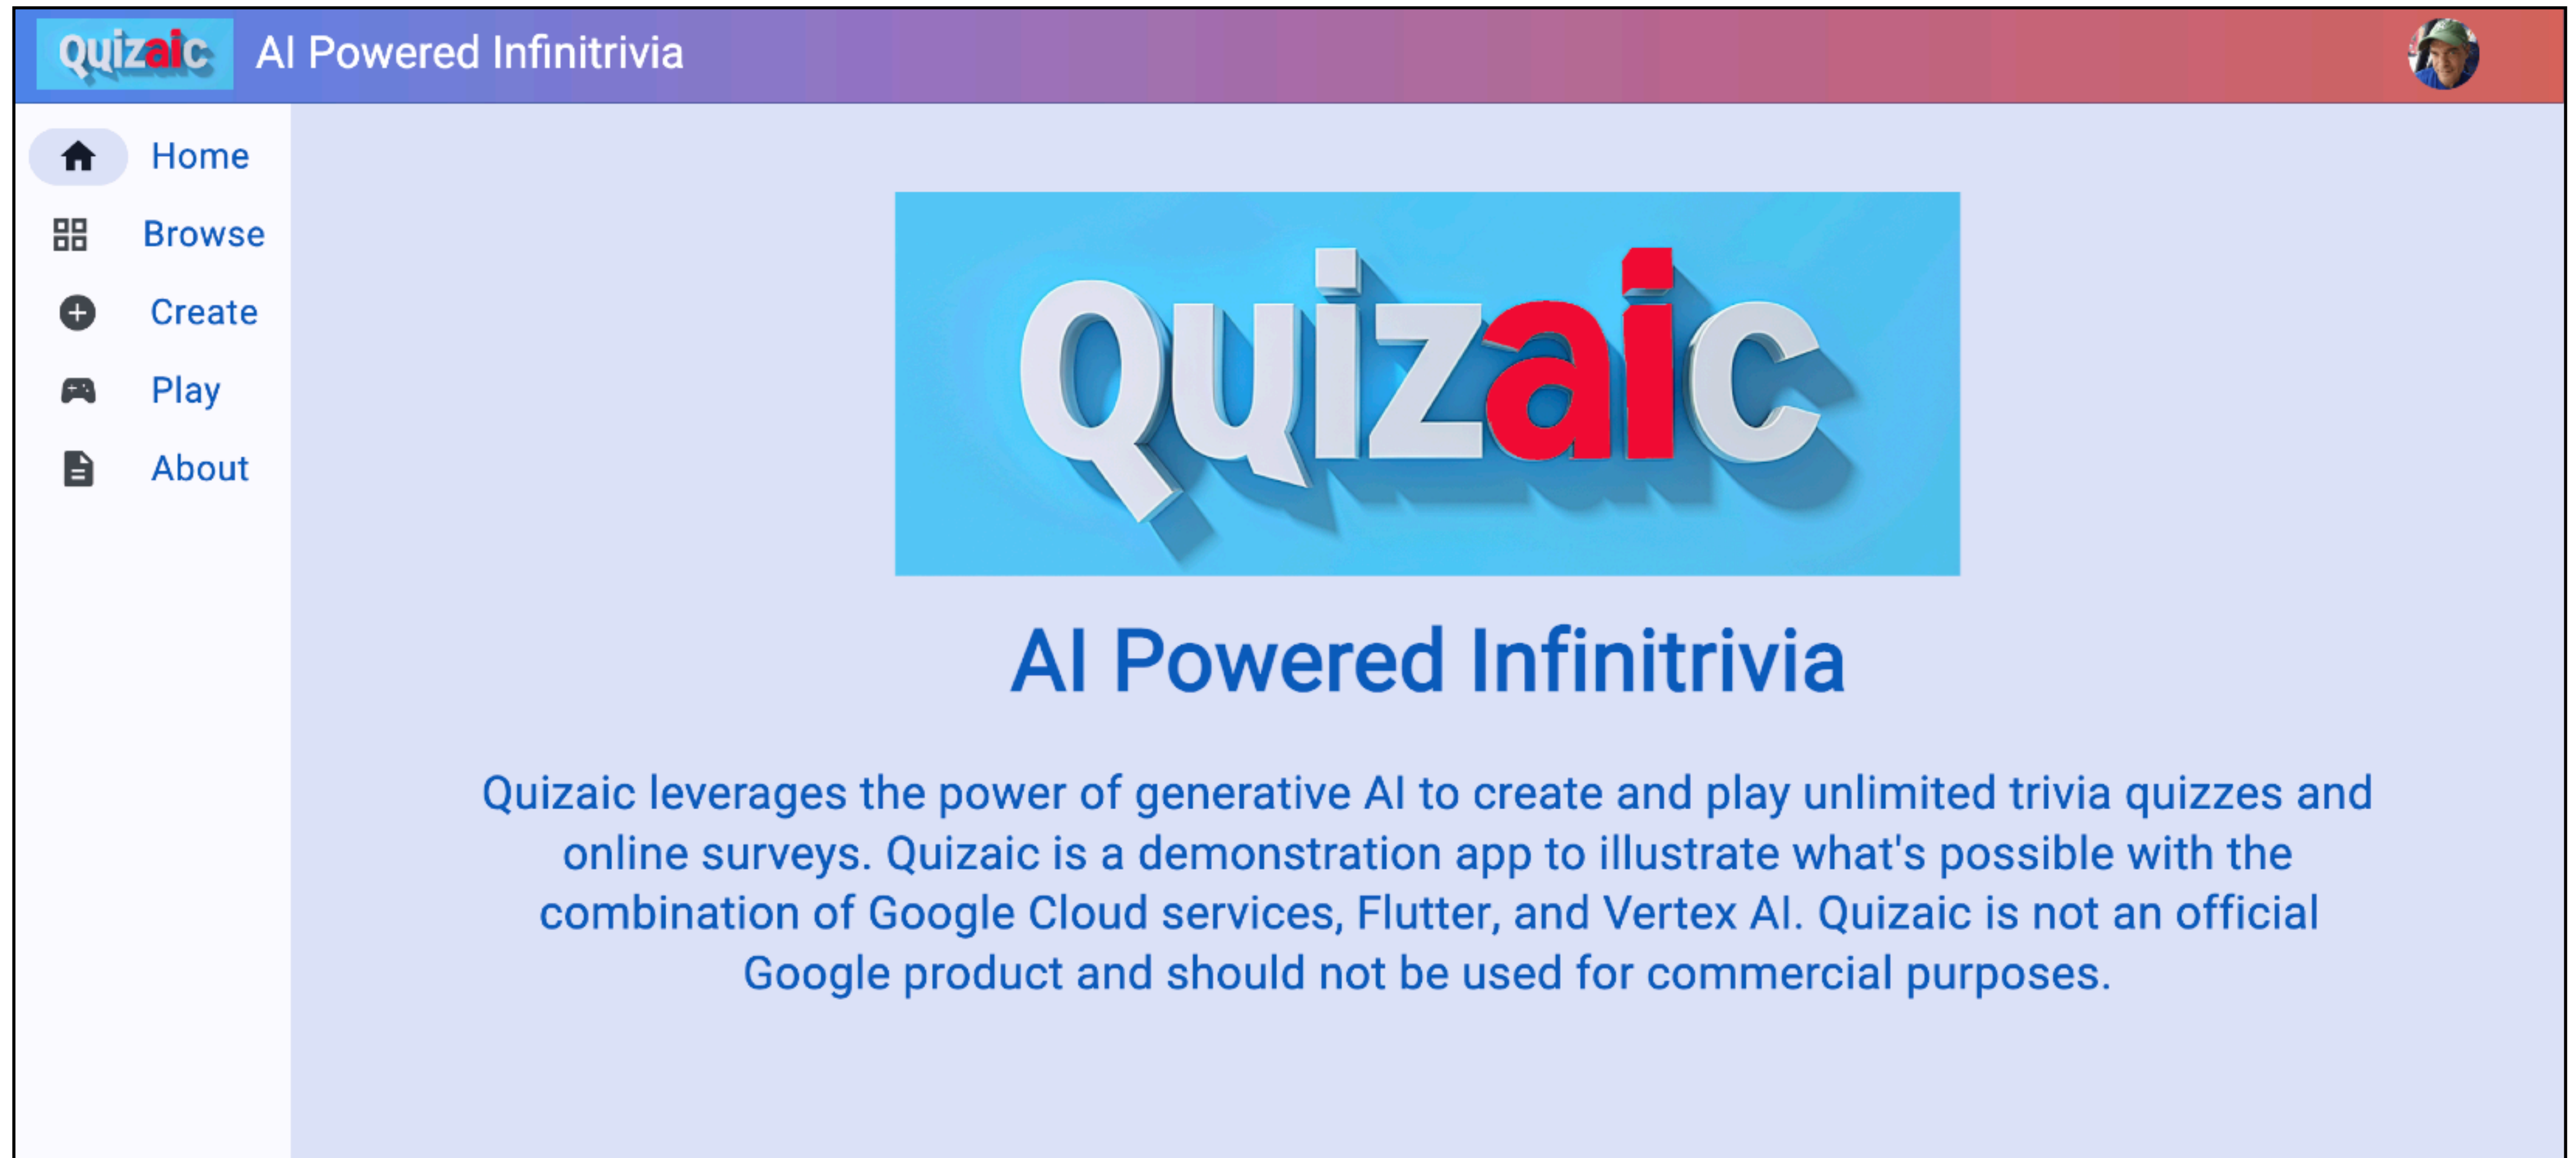 Quizaic AI Powered Infinitrivia
Home
Browse
Create
Play
About
Quizaic
AI Powered Infinitrivia
Quizaic leverages the power of generative AI to create and play unlimited trivia quizzes and
online surveys. Quizaic is a demonstration app to illustrate what's possible with the
combination of Google Cloud services, Flutter, and Vertex AI. Quizaic is not an official
Google product and should not be used for commercial purposes.